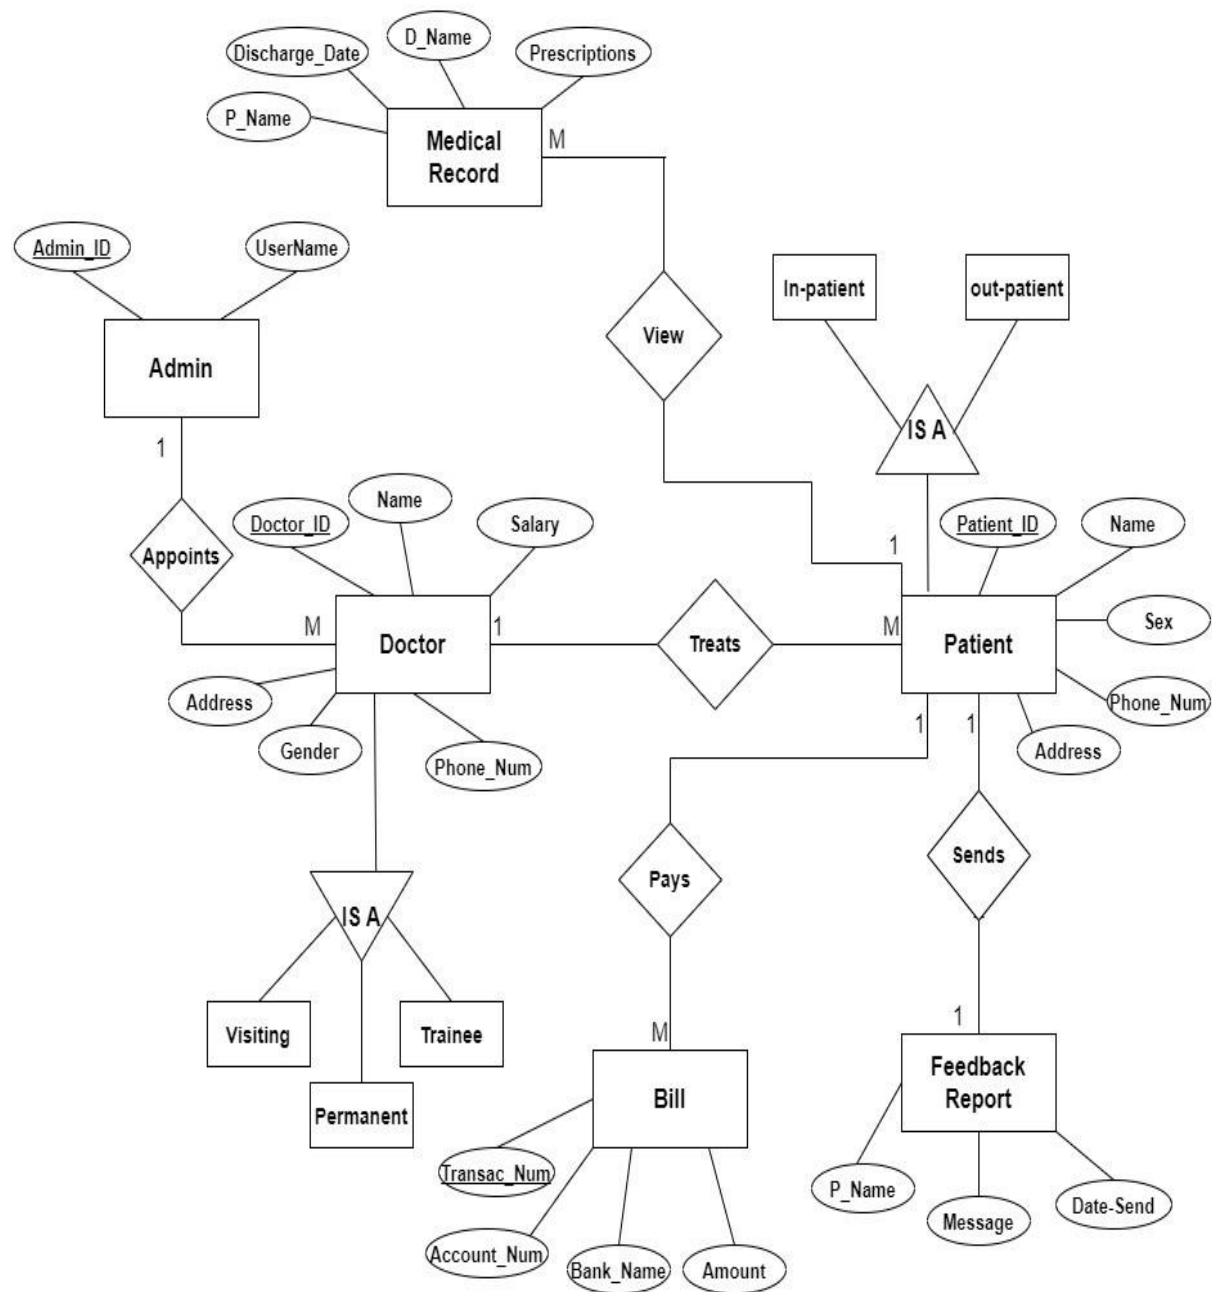 D_Name
Discharge_Date
Prescriptions
P_Name
Medical
Record
M
Admin_ID
UserName
In-patient
out-patient
View
Admin
IS A
1
Name
Doctor_ID
Salary
Patient_ID
Name
Appoints
1
Sex
M
Doctor
1
Treats
M
Patient
Address
Phone_Num
1
1
Gender
Phone_Num
Address
Sends
Pays
IS A
Visiting
Trainee
1
M
Permanent
Bill
Feedback
Report
Transac_Num
P_Name
Date-Send
Message
Account_Num
Bank_Name
Amount